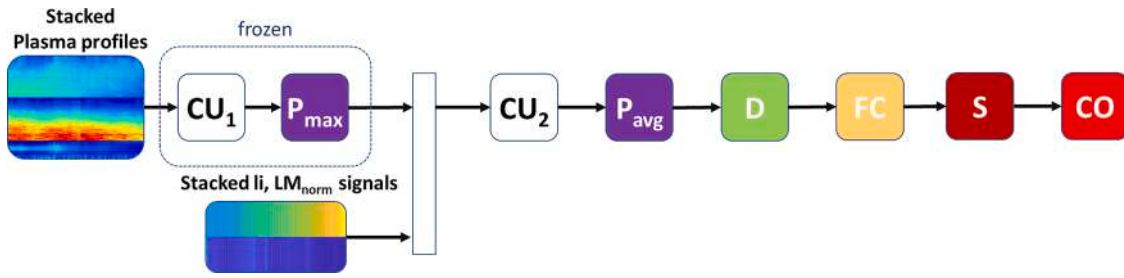 Stacked
Plasma profiles
frozen
CU1
Pmax
CU2
Pavg
D
FC
S
CO
Stacked li, LMnorm signals